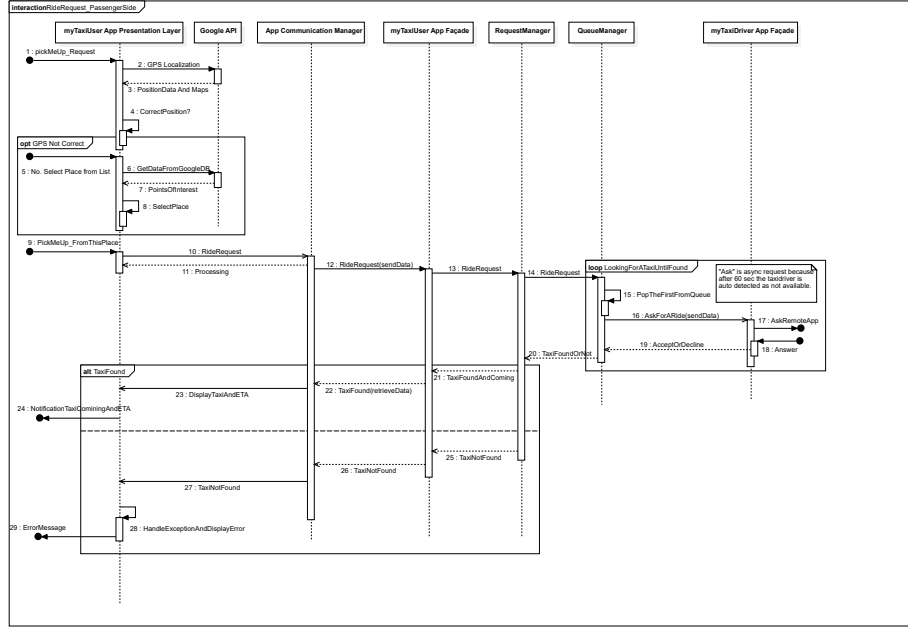 interactionRideRequest_PassengerSide
myTaxiUser App Presentation Layer
Google API
App Communication Manager
myTaxiUser App Façade
RequestManager
QueueManager
myTaxiDriver App Façade
1 : pickMeUp_Request
2 : GPS Localization
3 : PositionData And Maps
4 : CorrectPosition?
opt GPS Not Correct
5 : No. Select Place from List
6 : GetDataFromGoogleDB
7 : PointsOfInterest
8 : SelectPlace
9 : PickMeUp_FromThisPlace
10 : RideRequest
11 : Processing
12 : RideRequest(sendData)
13 : RideRequest
14 : RideRequest
loop LookingForATaxiUntilFound
"Ask" is async request because
after 60 sec the taxidriver is
auto detected as not available.
15 : PopTheFirstFromQueue
16 : AskForARide(sendData)
17 : AskRemoteApp
18 : Answer
19 : AcceptOrDecline
20 : TaxiFoundOrNot
alt TaxiFound
21 : TaxiFoundAndComing
22 : TaxiFound(retrieveData)
23 : DisplayTaxiAndETA
24 : NotificationTaxiCominingAndETA
25 : TaxiNotFound
26 : TaxiNotFound
27 : TaxiNotFound
28 : HandleExceptionAndDisplayError
29 : ErrorMessage